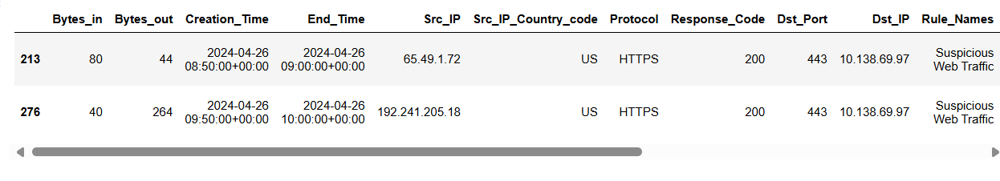 Bytes_in Bytes_out Creation_Time End_Time Src_IP Src_IP_Country_code Protocol Response_Code Dst_Port Dst_IP Rule_Names
213 80 44 2024-04-26 08:50:00+00:00 2024-04-26 09:00:00+00:00 65.49.1.72 US HTTPS 200 443 10.138.69.97 Suspicious Web Traffic
276 40 264 2024-04-26 09:50:00+00:00 2024-04-26 10:00:00+00:00 192.241.205.18 US HTTPS 200 443 10.138.69.97 Suspicious Web Traffic